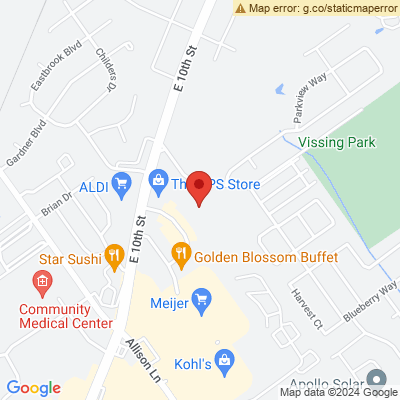 Map error: g.co/staticmaperror
Eastbrook Blvd
Childers Dr
E 10th St
Parkview Way
Gardner Blvd
Vissing Park
ALDI
The UPS Store
Brian Dr
E 10th St
Star Sushi
Golden Blossom Buffet
Community
Medical Center
Meijer
Harvest Ct
Blueberry Way
Allison Ln
Kohl's
Apollo Solar
Google
Map data ©2024 Google